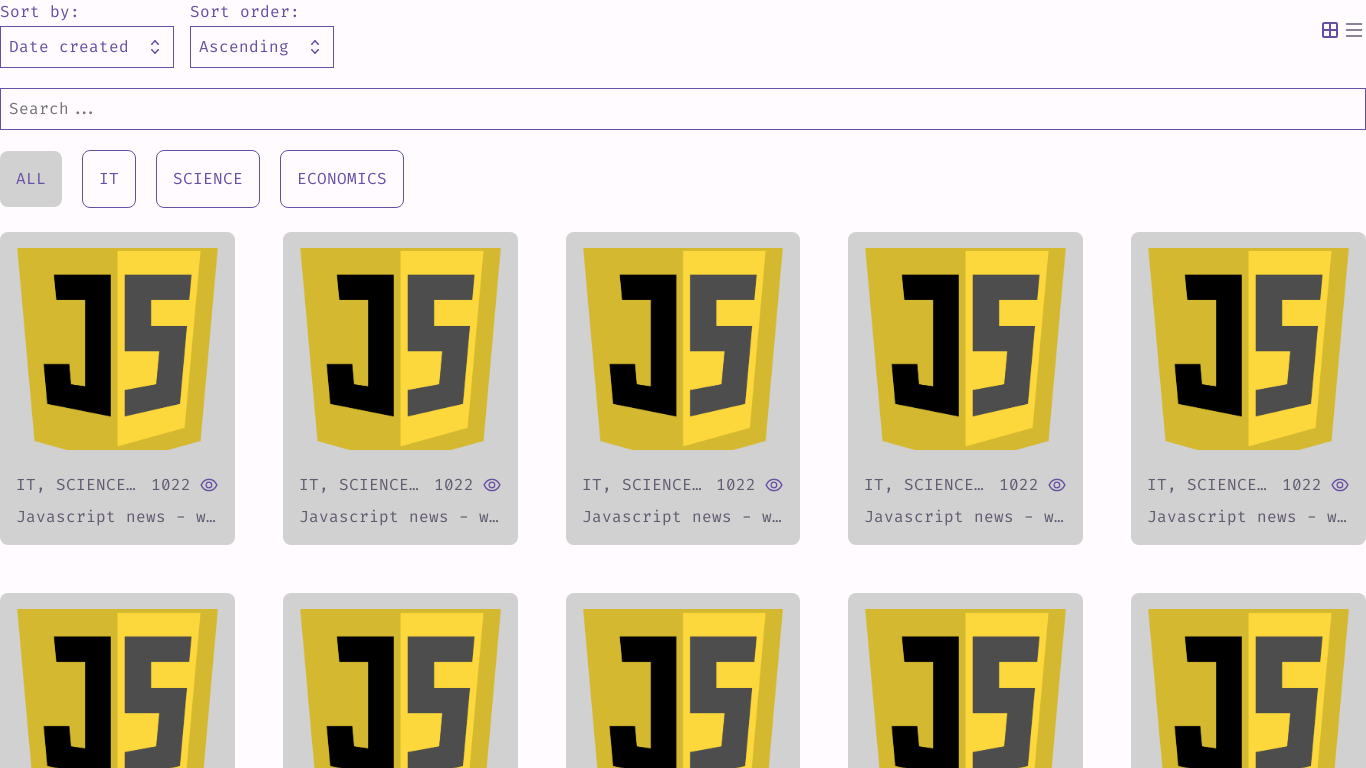 Sort by:
Sort order:
Date created
Ascending
Search...
ALL
IT
SCIENCE
ECONOMICS
JS
JS
JS
JS
JS
IT, SCIENCE… 1022
IT, SCIENCE… 1022
IT, SCIENCE… 1022
IT, SCIENCE… 1022
IT, SCIENCE… 1022
Javascript news - w…
Javascript news - w…
Javascript news - w…
Javascript news - w…
Javascript news - w…
JS
JS
JS
JS
JS